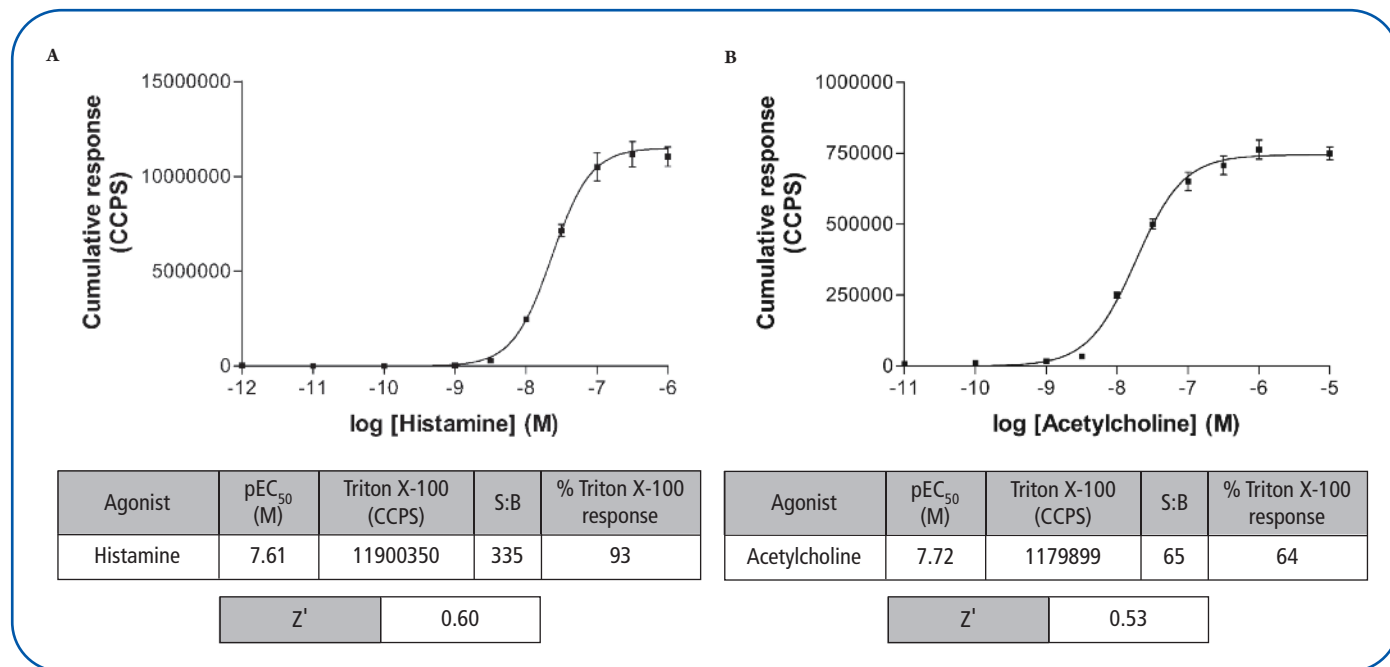 A
Cumulative response
(CCPS)
15000000
10000000
5000000
0
-12 -11 -10 -9 -8 -7 -6
log [Histamine] (M)
Agonist pEC50 (M) Triton X-100 (CCPS) S:B % Triton X-100 response
Histamine 7.61 11900350 335 93
Z' 0.60
B
Cumulative response
(CCPS)
1000000
750000
500000
250000
0
-11 -10 -9 -8 -7 -6 -5
log [Acetylcholine] (M)
Agonist pEC50 (M) Triton X-100 (CCPS) S:B % Triton X-100 response
Acetylcholine 7.72 1179899 65 64
Z' 0.53